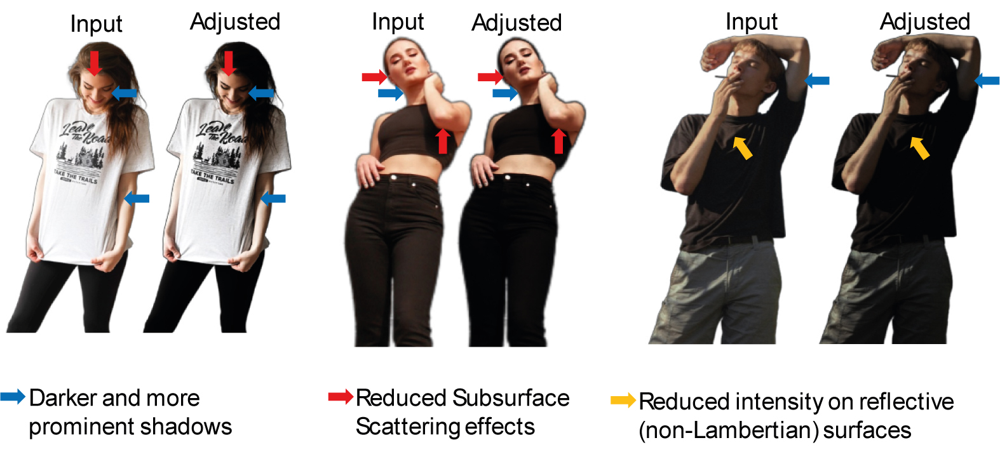 Input
Adjusted
Input
Adjusted
Input
Adjusted
Leave
The Road
TAKE THE TRAILS
Leave
The Road
TAKE THE TRAILS
Darker and more
prominent shadows
Reduced Subsurface
Scattering effects
Reduced intensity on reflective
(non-Lambertian) surfaces